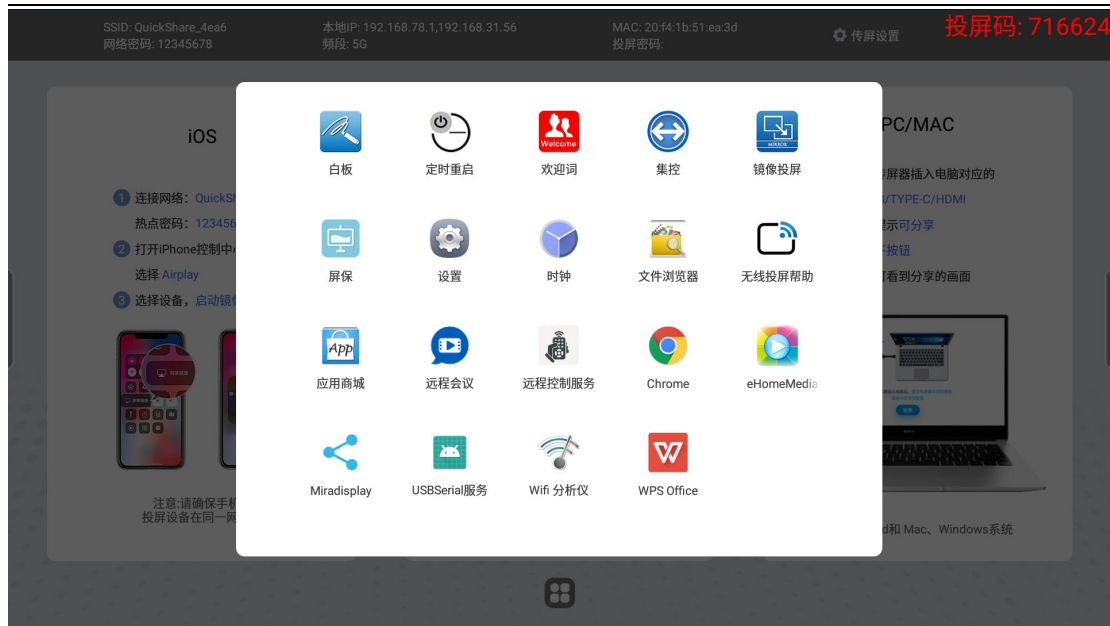 SSID: QuickShare_4ea6
网络密码: 12345678
本地IP: 192.168.78.1,192.168.31.56
频段: 5G
MAC: 20:f4:1b:51:ea:3d
投屏密码:
传屏设置
投屏码: 716624
iOS
1 连接网络：QuickSh
热点密码：123456
2 打开iPhone控制中
选择 Airplay
3 选择设备，启动镜
注意:请确保手机
投屏设备在同一网
白板
定时重启
Welcome
欢迎词
集控
MIRROR
镜像投屏
屏保
设置
时钟
文件浏览器
无线投屏帮助
App
应用商城
远程会议
远程控制服务
Chrome
eHomeMedia
Miradisplay
USBSerial服务
Wifi 分析仪
WPS Office
PC/MAC
屏器插入电脑对应的
/TYPE-C/HDMI
示可分享
按钮
看到分享的画面
d和 Mac、Windows系统